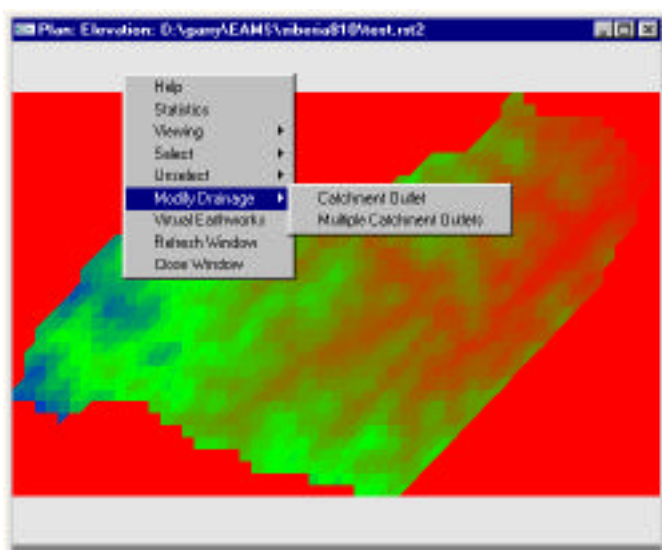 Plan: Elevation: D:\garry\EAMS\siberia810\test.rst2
Help
Statistics
Viewing
Select
Unselect
Modify Drainage
Catchment Outlet
Multiple Catchment Outlets
Virtual Earthworks
Refresh Window
Close Window